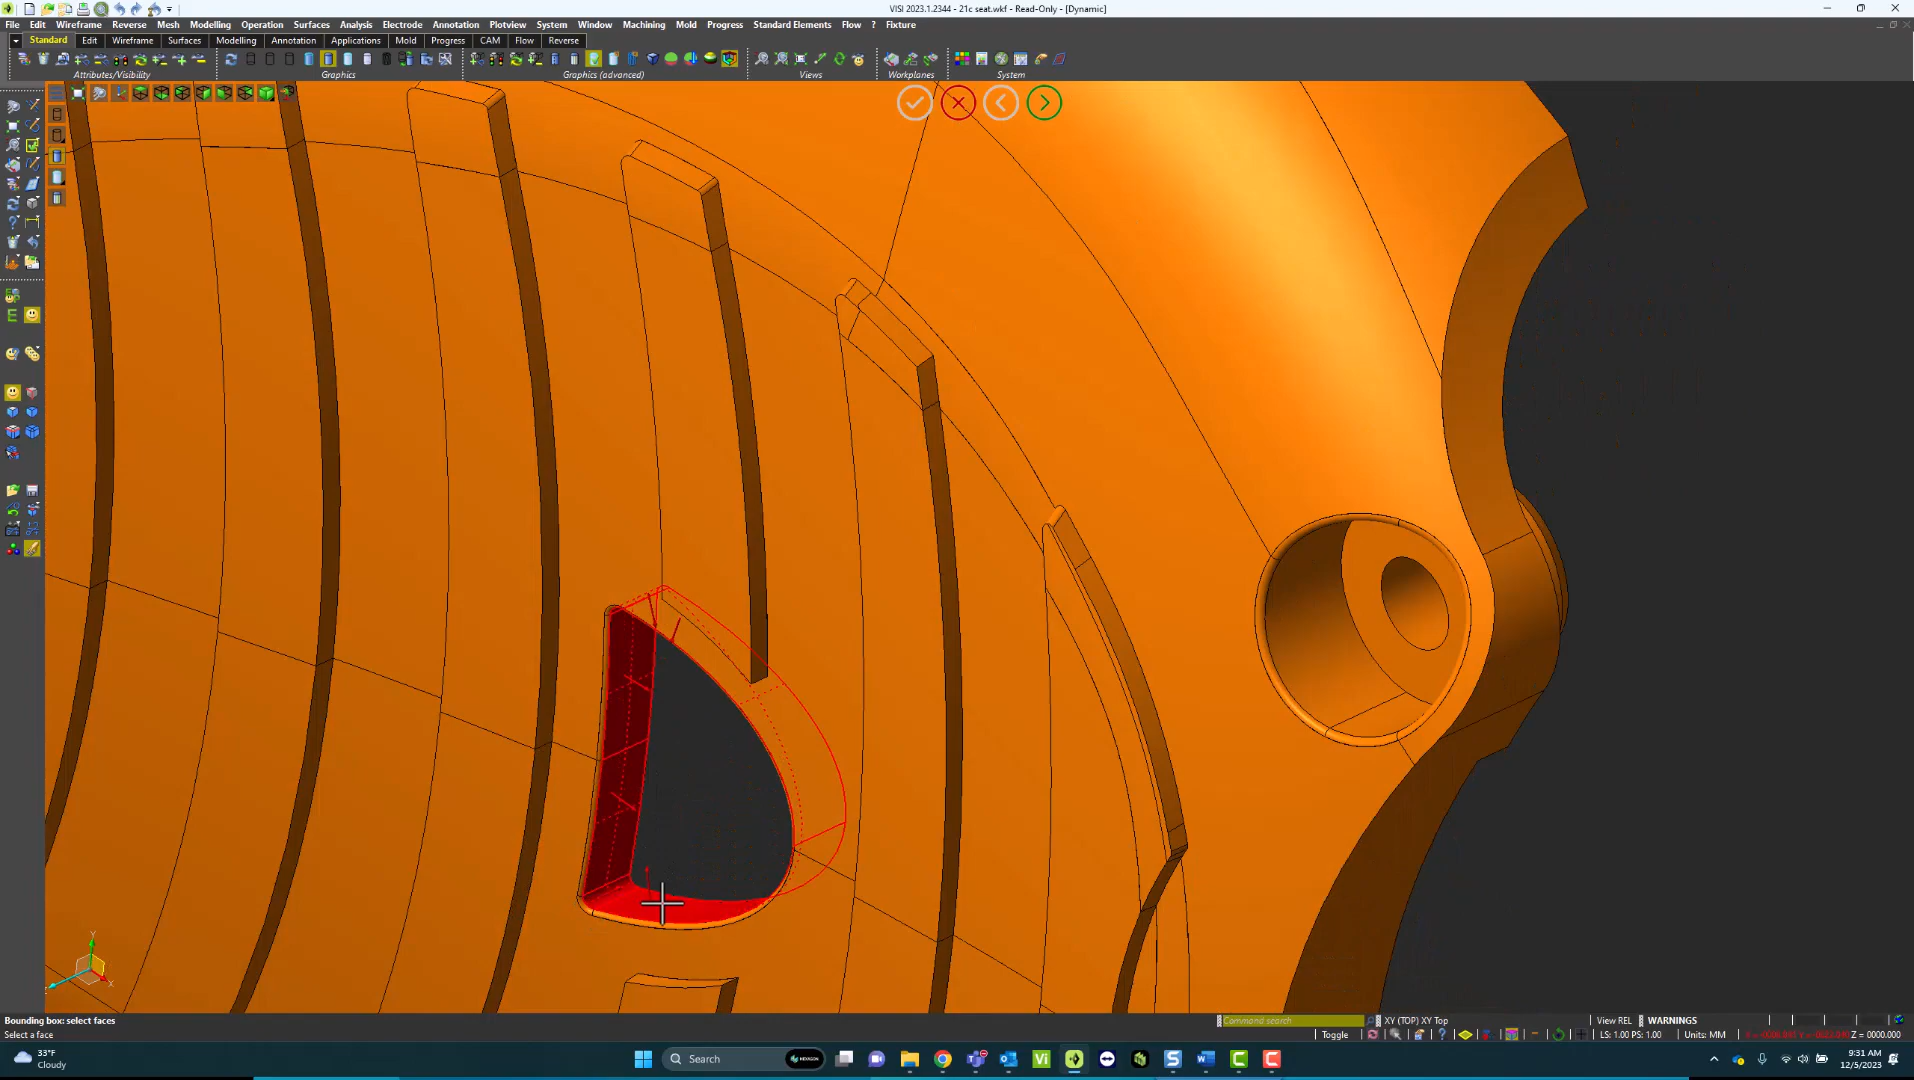 VISI 2023.1.2344 - 21c seat.wkf - Read-Only - [Dynamic]
File Edit Wireframe Reverse Mesh Modelling Operation Surfaces Analysis Electrode Annotation Plotview System Window Machining Mold Progress Standard Elements Flow ? Fixture
Standard Edit Wireframe Surfaces Modelling Annotation Applications Mold Progress CAM Flow Reverse
Attributes/Visibility Graphics Graphics (advanced) Views Workplanes System
Y
X
Bounding box: select faces
Command search XY (TOP) XY Top View REL WARNINGS
Select a face
Toggle LS: 1.00 PS: 1.00 Units: MM Z = 0000.000
33°F
Cloudy
Search
HEXAGON
Vi
9:31 AM
12/5/2023